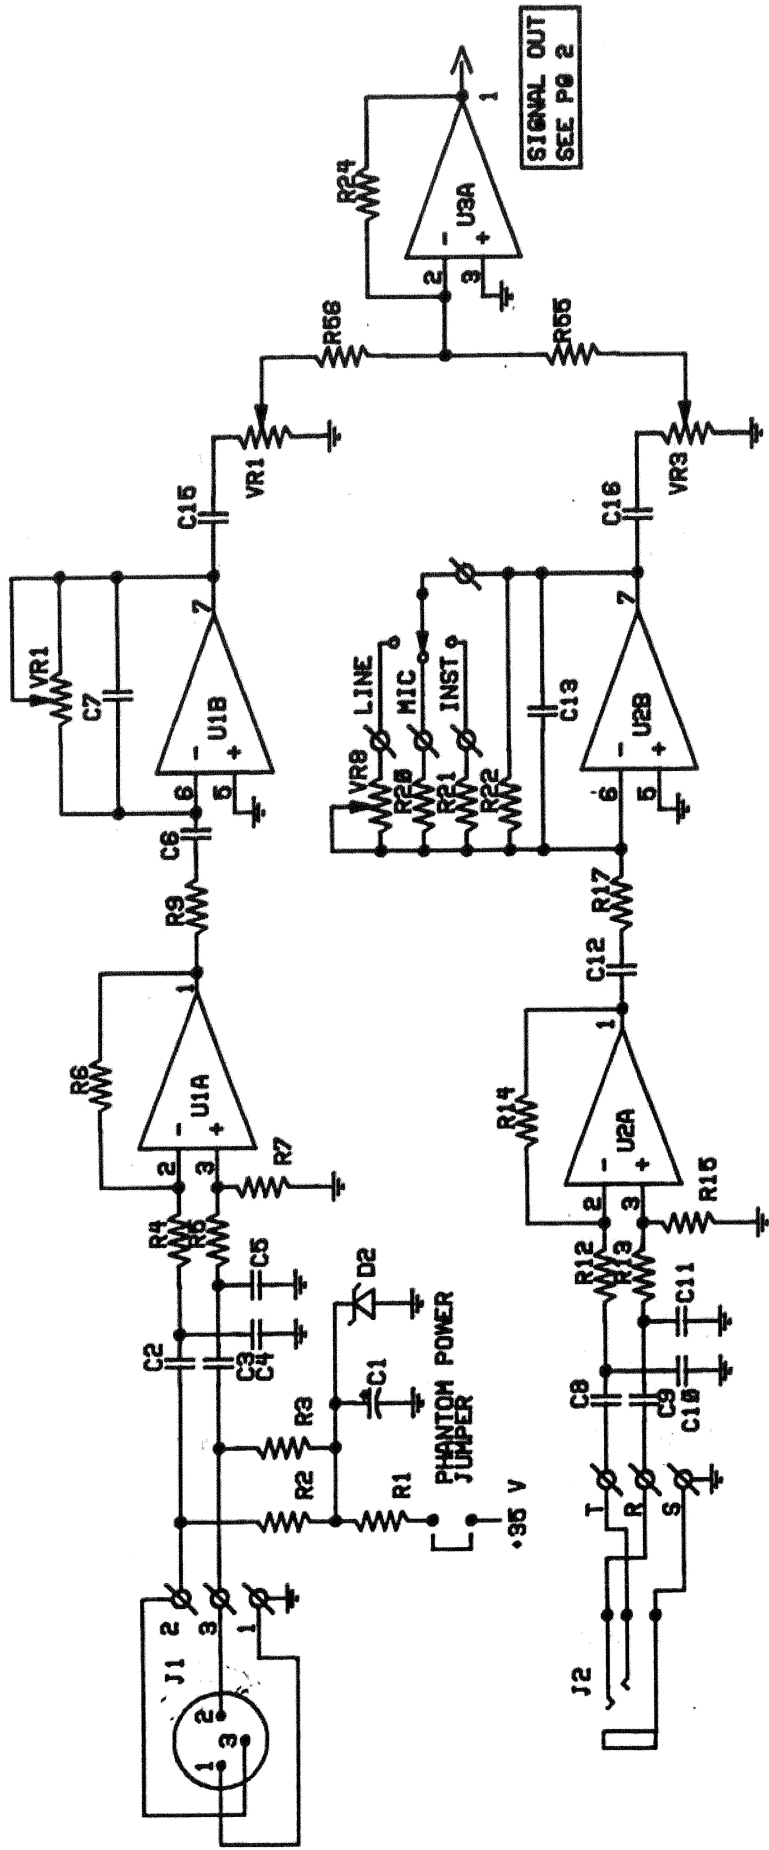 J1
1
2
3
2
3
1
R2
R3
R1
PHANTOM POWER
JUMPER
+35 V
C2
C3
C4
C5
C1
D2
R4
R5
R7
2
3
-
+
U1A
1
R6
R9
C6
6
5
-
+
U1B
7
C7
VR1
C15
VR1
R56
J2
T
R
S
C8
C9
C10
C11
R12
R13
R15
2
3
-
+
U2A
1
R14
C12
R17
6
5
-
+
U2B
7
C13
VR8
R20
R21
R22
LINE
MIC
INST
C16
VR3
R55
2
3
-
+
U3A
1
R24
SIGNAL OUT
SEE PG 2